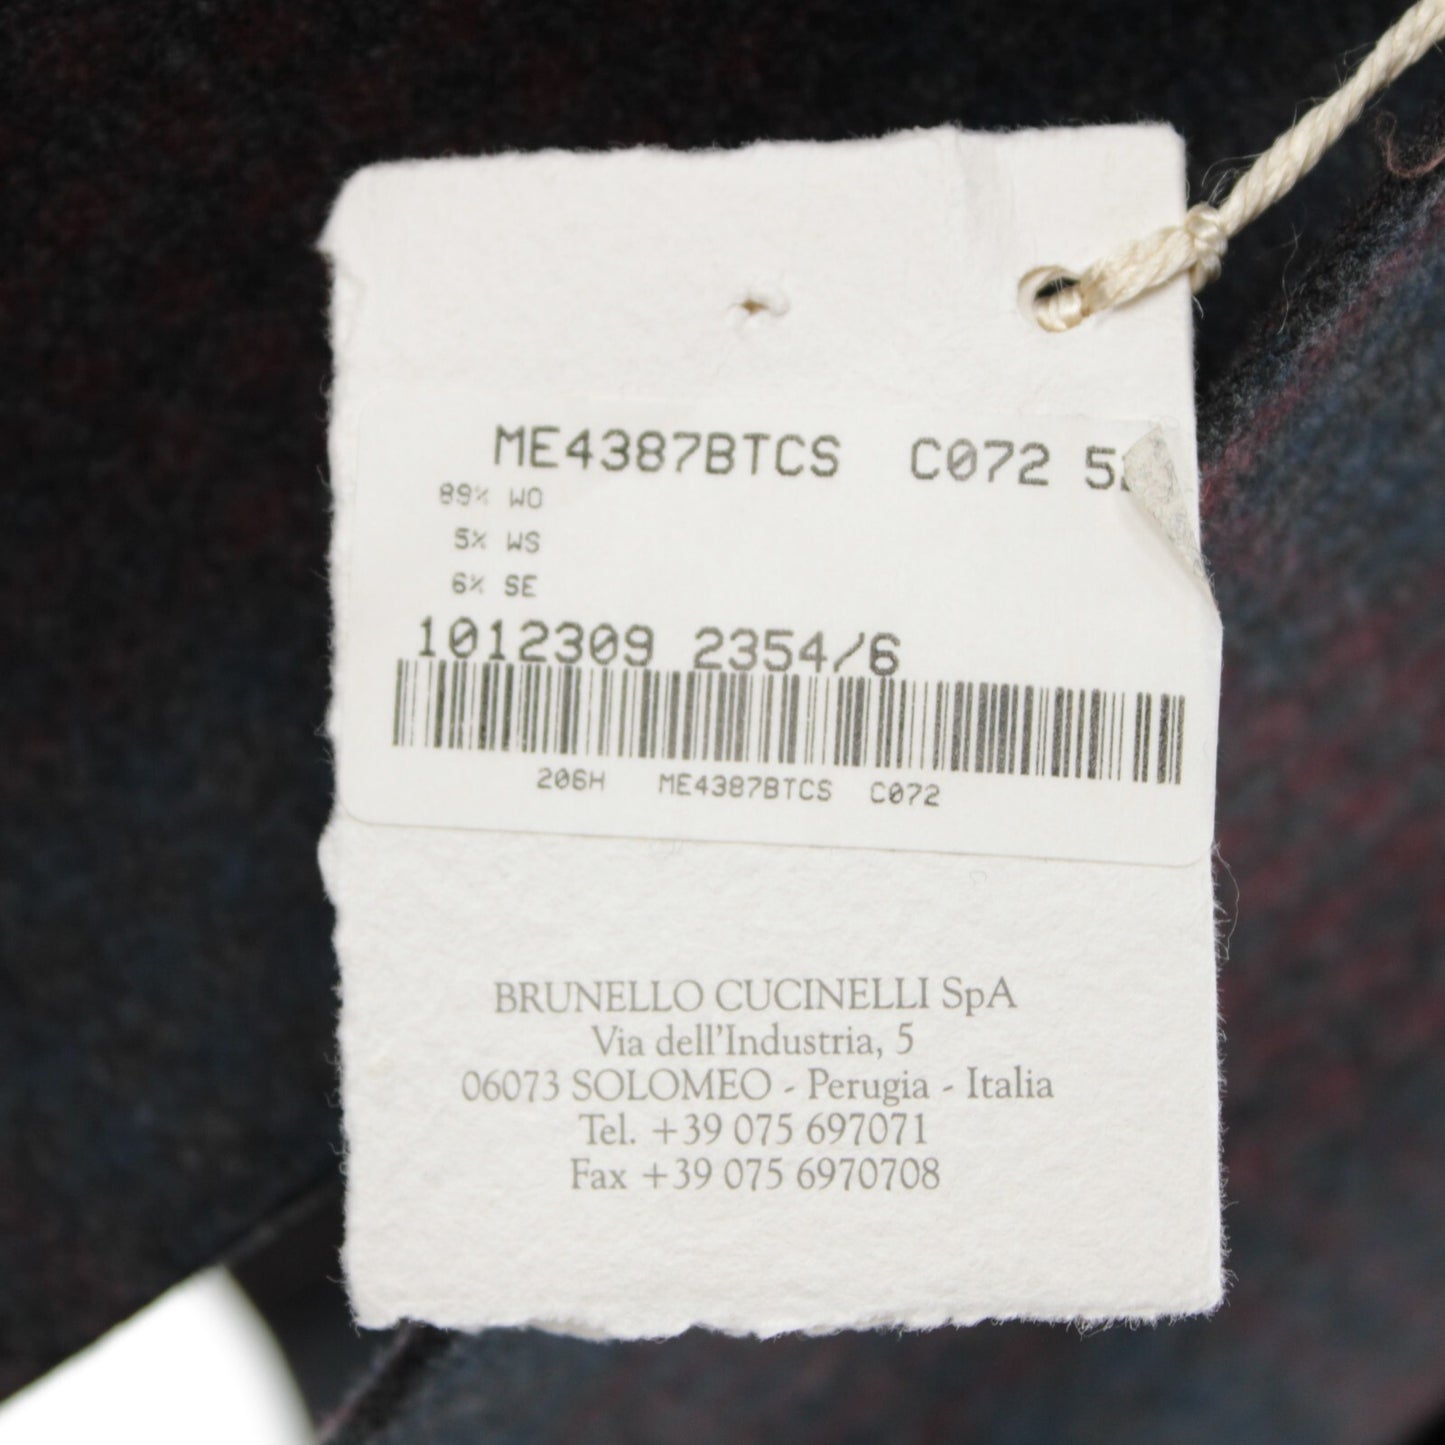 ME4387BTCS C072
89% WO
5% WS
6% SE
1012309 2354/6
206H ME4387BTCS C072
BRUNELLO CUCINELLI SpA
Via dell'Industria, 5
06073 SOLOMEO - Perugia - Italia
Tel. +39 075 697071
Fax +39 075 6970708